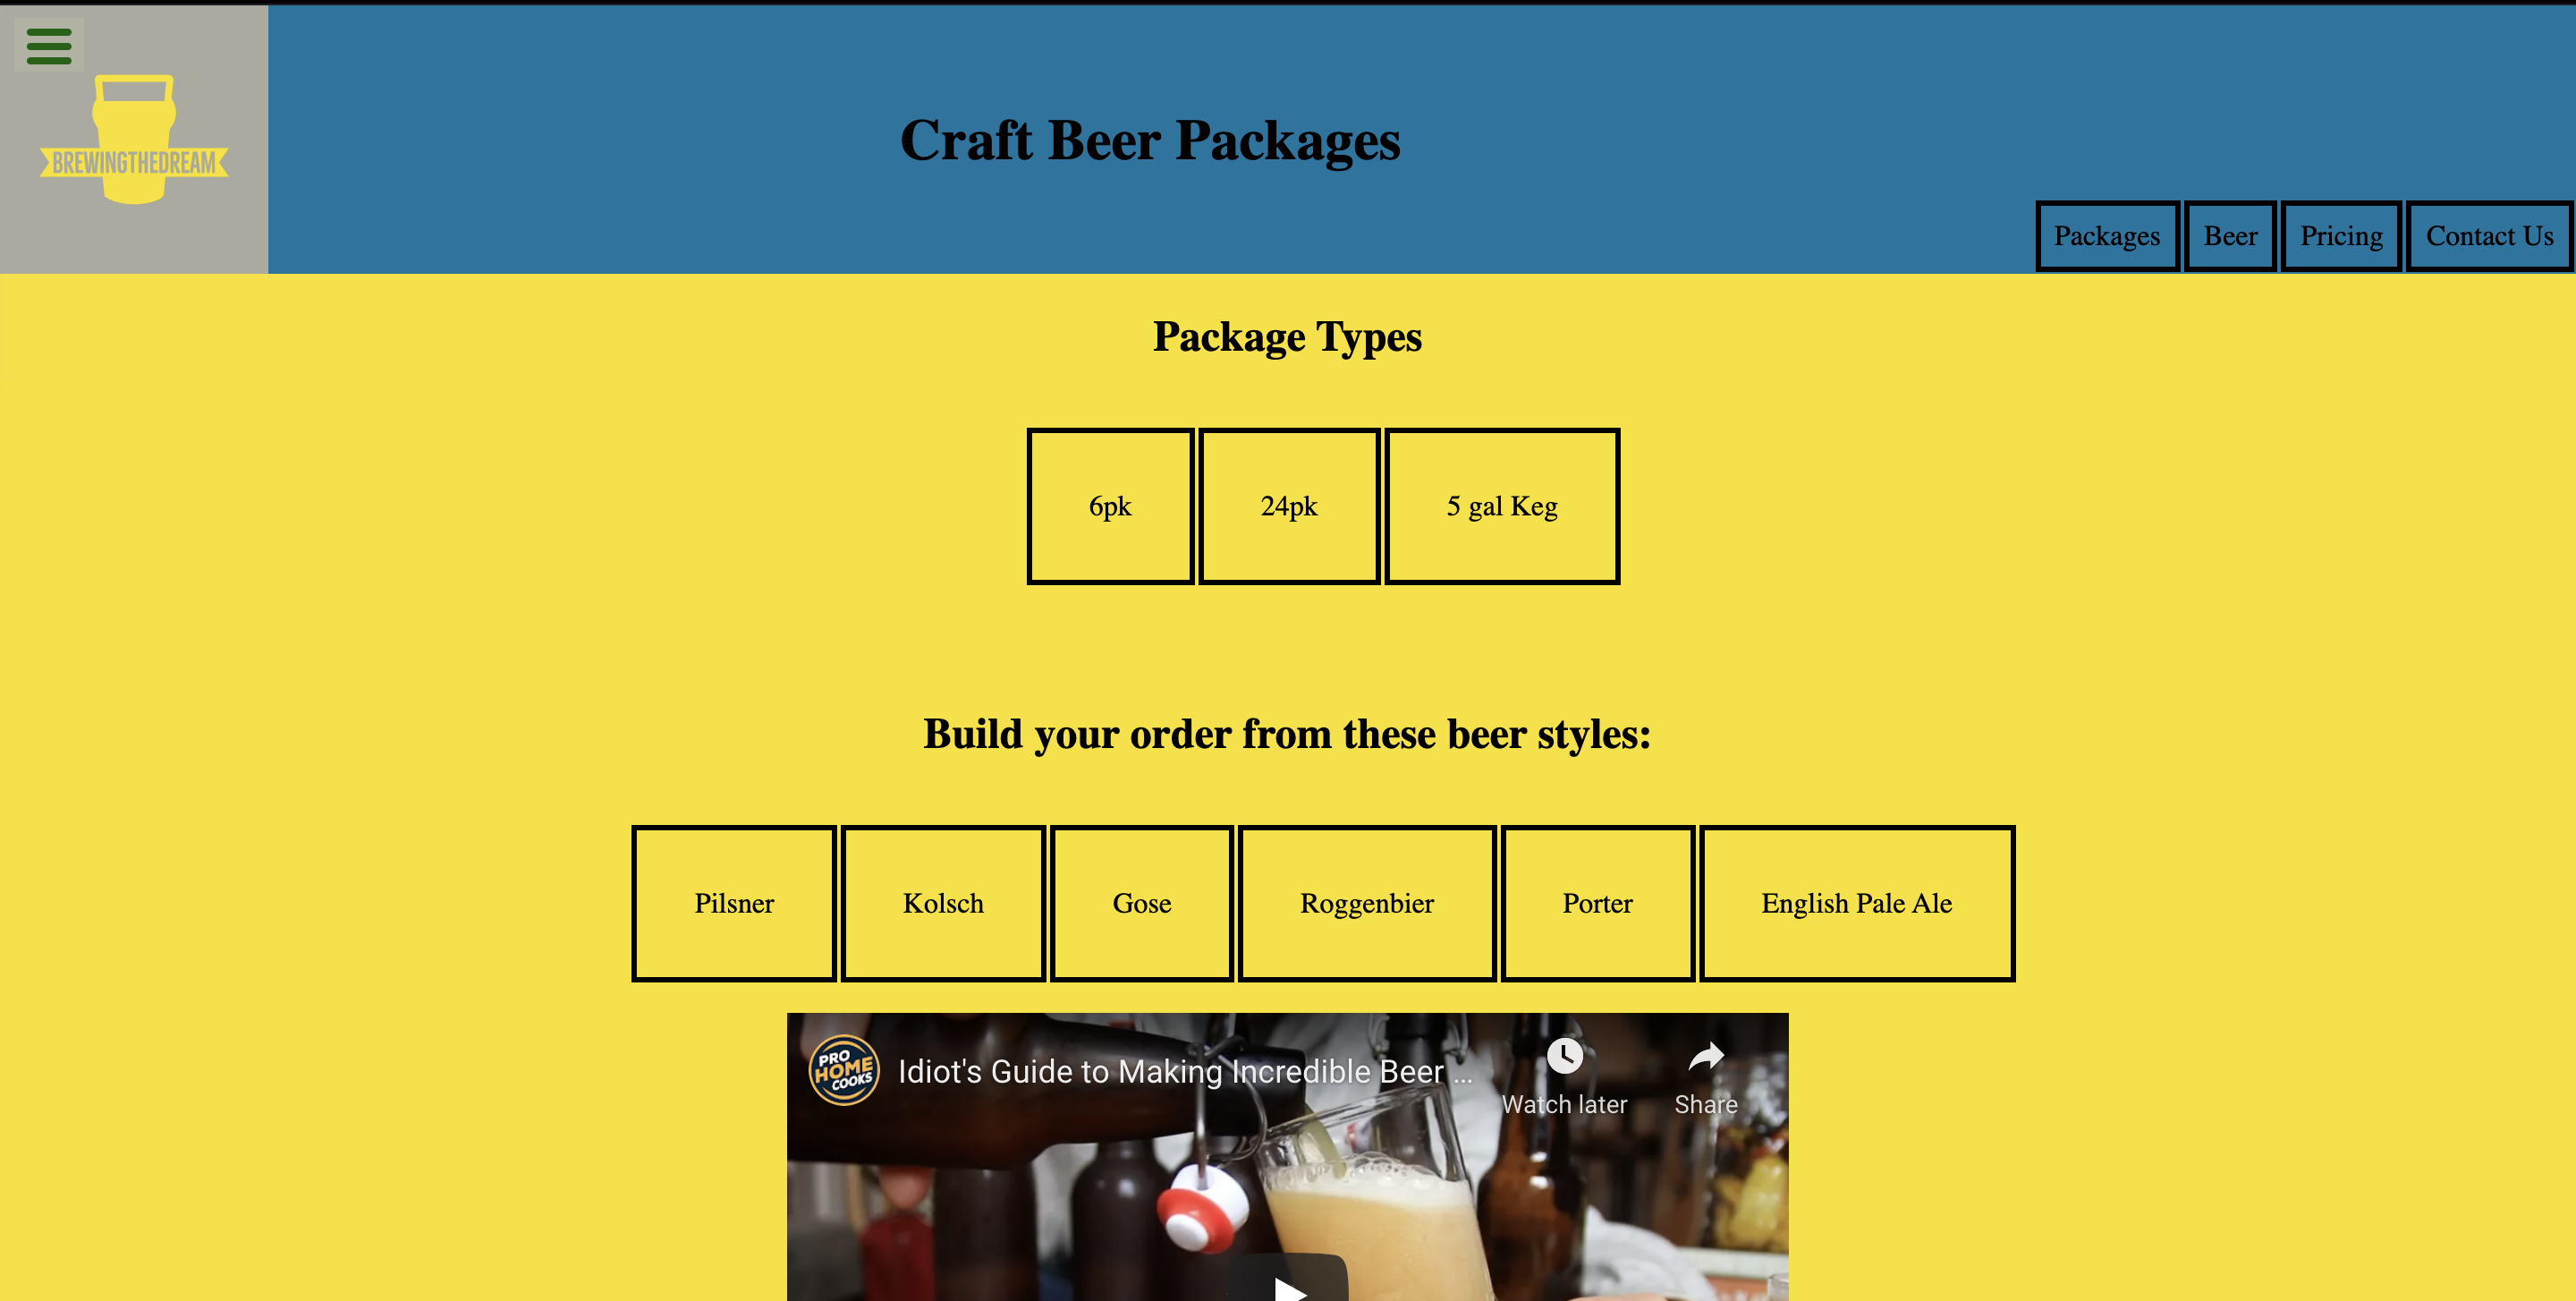 BREWINGTHEDREAM
Craft Beer Packages
Packages Beer Pricing Contact Us
Package Types
6pk 24pk 5 gal Keg
Build your order from these beer styles:
Pilsner Kolsch Gose Roggenbier Porter English Pale Ale
PRO
HOME
COOKS
Idiot's Guide to Making Incredible Beer ...
Watch later Share